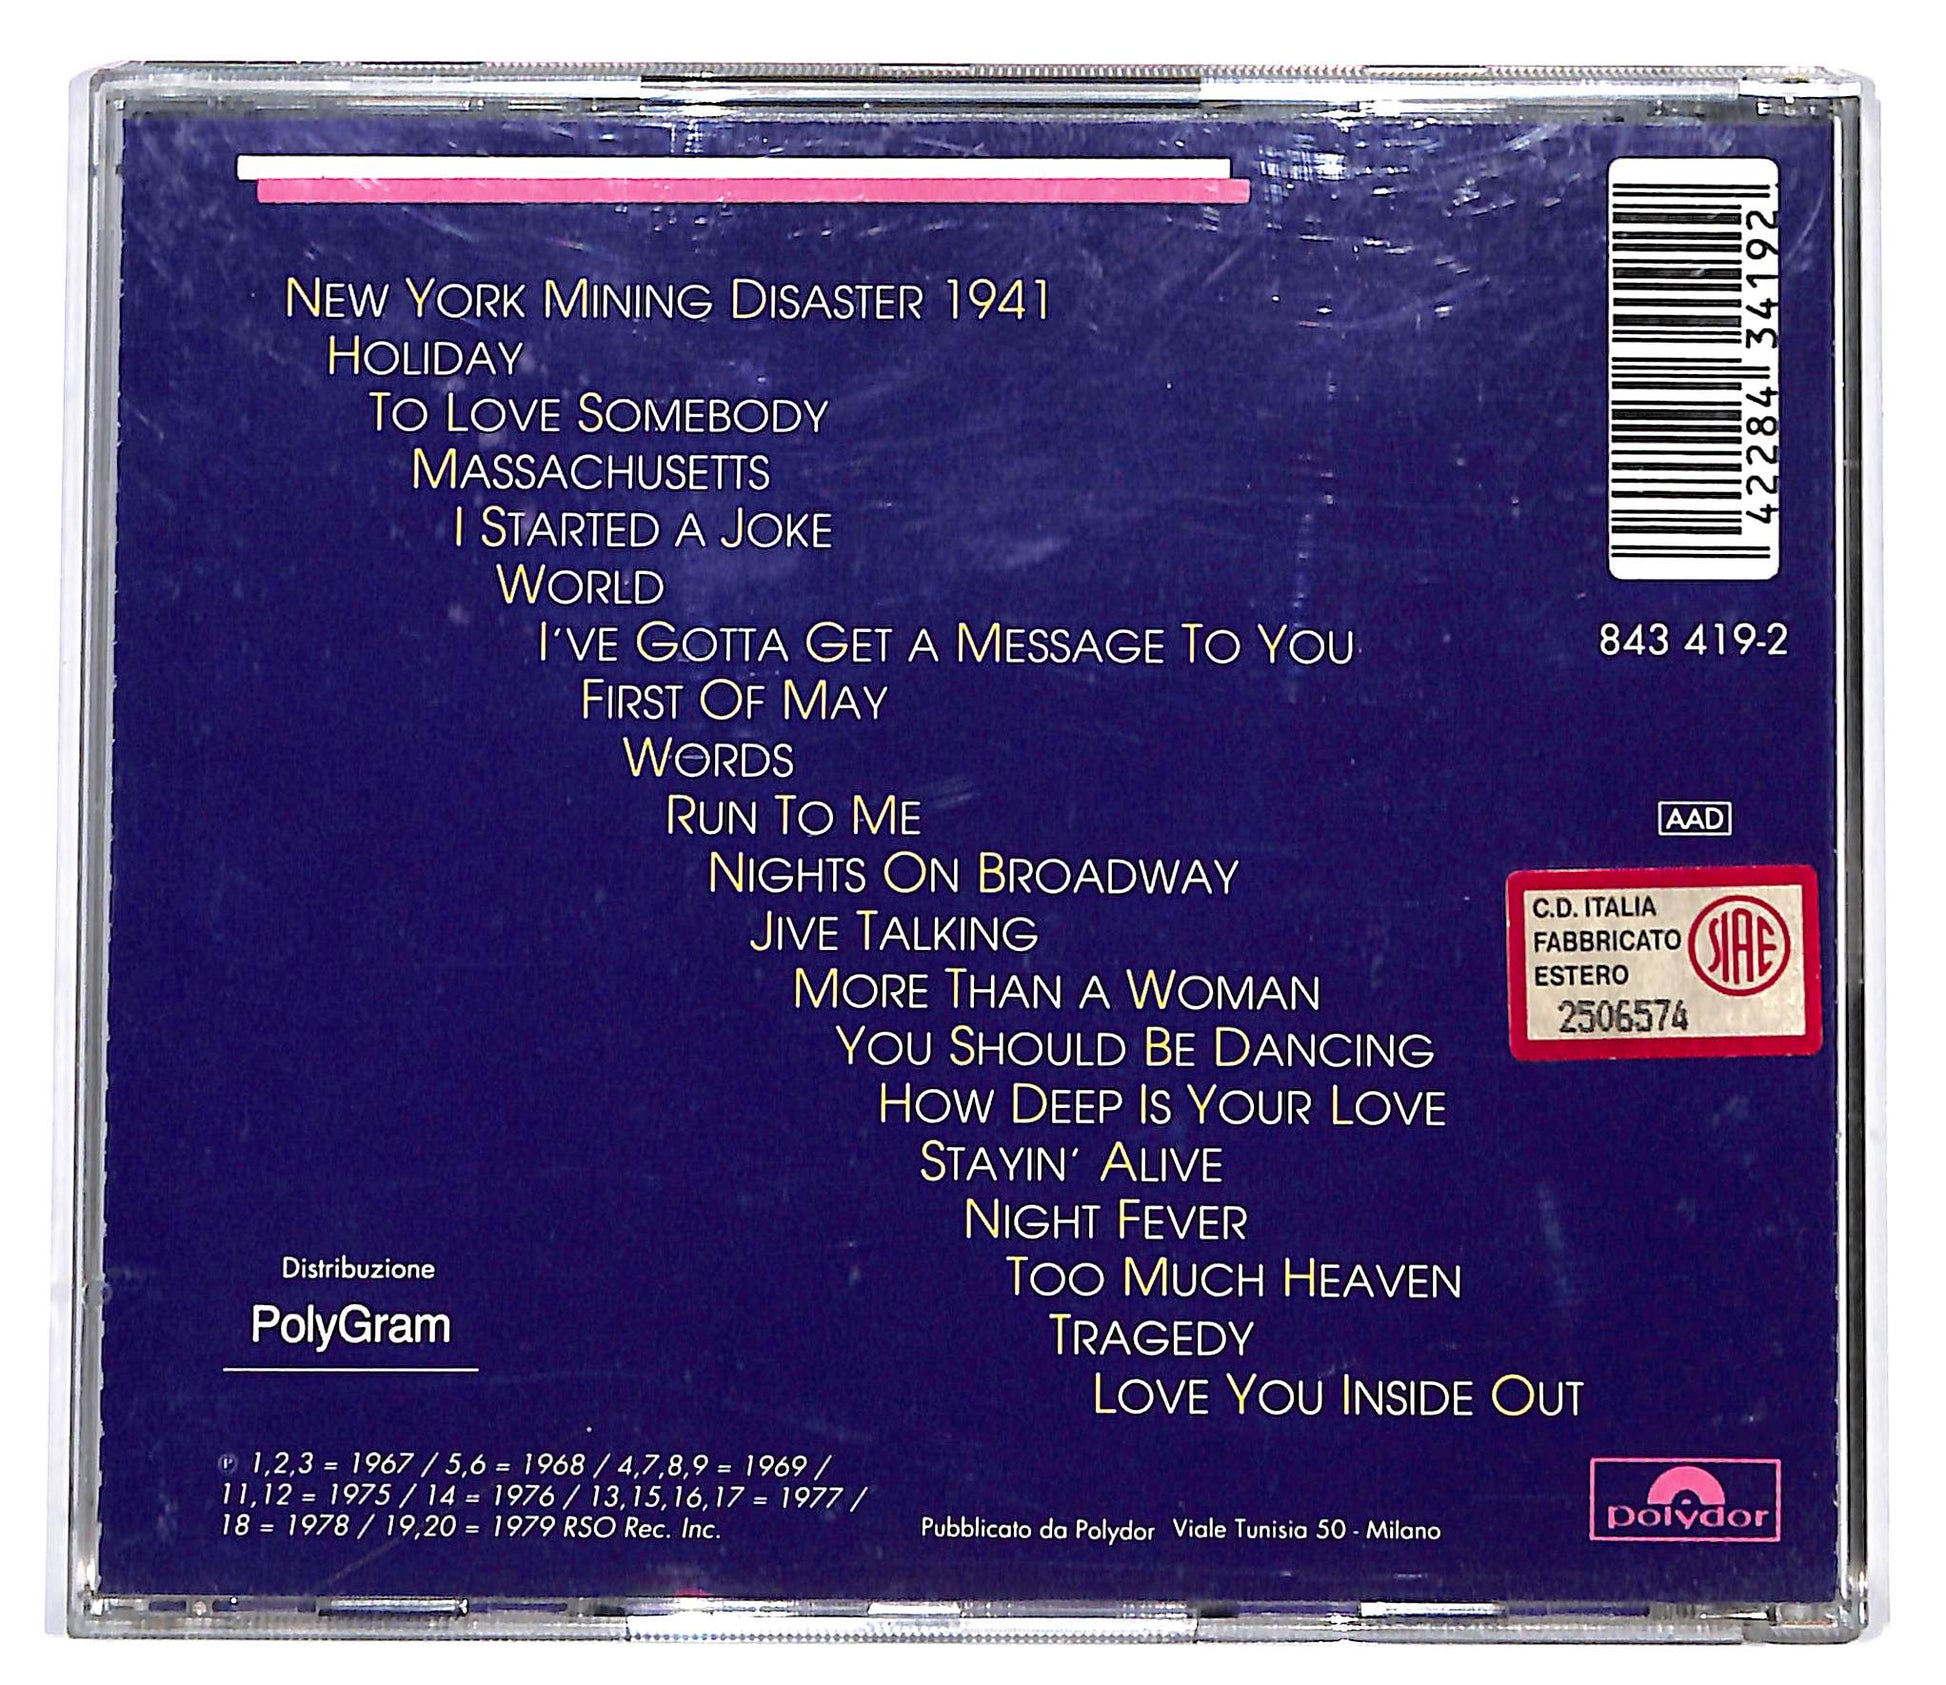 NEW YORK MINING DISASTER 1941
HOLIDAY
TO LOVE SOMEBODY
MASSACHUSETTS
I STARTED A JOKE
WORLD
I'VE GOTTA GET A MESSAGE TO YOU
FIRST OF MAY
WORDS
RUN TO ME
NIGHTS ON BROADWAY
JIVE TALKING
MORE THAN A WOMAN
YOU SHOULD BE DANCING
HOW DEEP IS YOUR LOVE
STAYIN' ALIVE
NIGHT FEVER
TOO MUCH HEAVEN
TRAGEDY
LOVE YOU INSIDE OUT
4228434192
843 419-2
AAD
C.D. ITALIA
FABBRICATO
ESTERO
SIAE
2506574
Distribuzione
PolyGram
℗ 1,2,3 = 1967 / 5,6 = 1968 / 4,7,8,9 = 1969 /
11,12 = 1975 / 14 = 1976 / 13,15,16,17 = 1977 /
18 = 1978 / 19,20 = 1979 RSO Rec. Inc.
Pubblicato da Polydor Viale Tunisia 50 - Milano
polydor